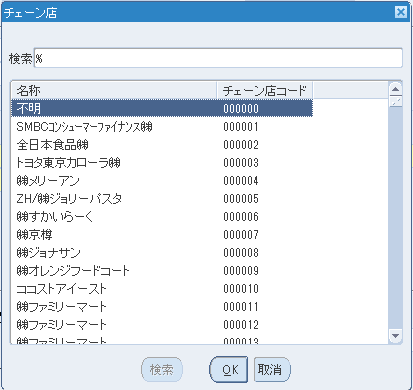 チェーン店
検索 %
名称 チェーン店コード
不明 000000
SMBCｺﾝｼｭｰﾏｰﾌｧｲﾅﾝｽ㈱ 000001
全日本食品㈱ 000002
トヨタ東京カローラ㈱ 000003
㈱メリーアン 000004
ZH/㈱ジョリーパスタ 000005
㈱すかいらーく 000006
㈱京樽 000007
㈱ジョナサン 000008
㈱オレンジフードコート 000009
ココストアイースト 000010
㈱ファミリーマート 000011
㈱ファミリーマート 000012
㈱ファミリーマート 000013
検索 OK 取消